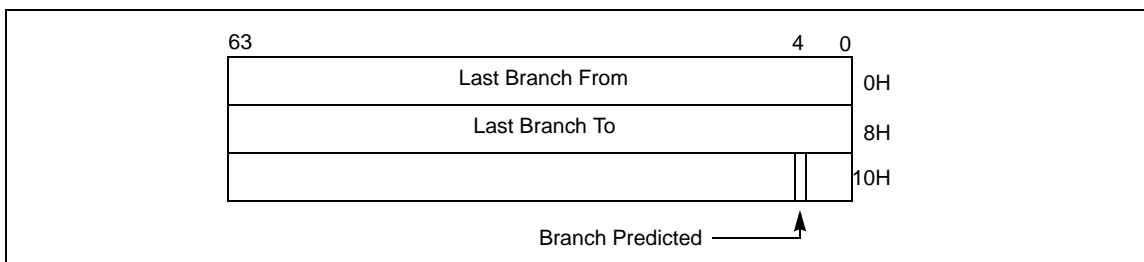 63 4 0
Last Branch From 0H
Last Branch To 8H
10H
Branch Predicted